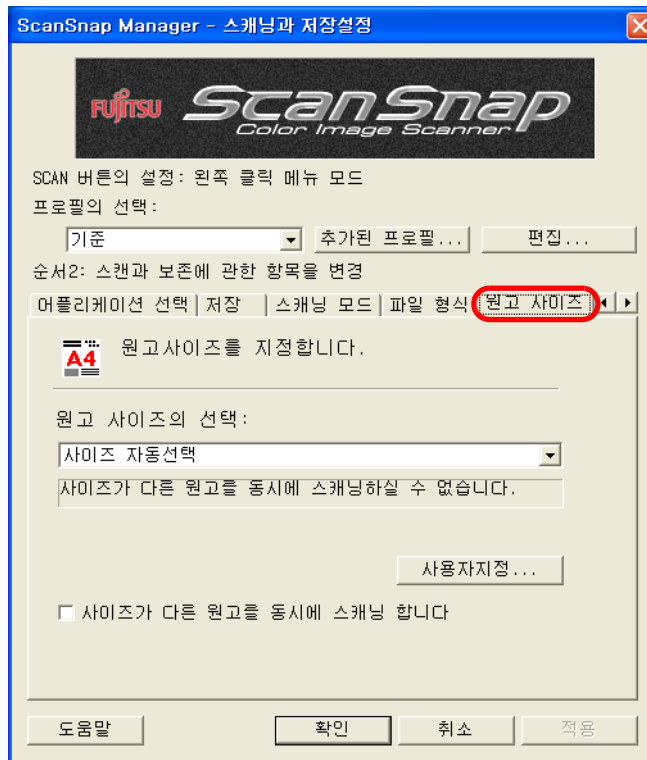 ScanSnap Manager - 스캐닝과 저장설정
FUJITSU ScanSnap
Color Image Scanner
SCAN 버튼의 설정: 왼쪽 클릭 메뉴 모드
프로필의 선택:
기준 추가된 프로필... 편집...
순서2: 스캔과 보존에 관한 항목을 변경
어플리케이션 선택 저장 스캐닝 모드 파일 형식 원고 사이즈
A4 원고사이즈를 지정합니다.
원고 사이즈의 선택:
사이즈 자동선택
사이즈가 다른 원고를 동시에 스캐닝하실 수 없습니다.
사용자지정...
사이즈가 다른 원고를 동시에 스캐닝 합니다
도움말 확인 취소 적용